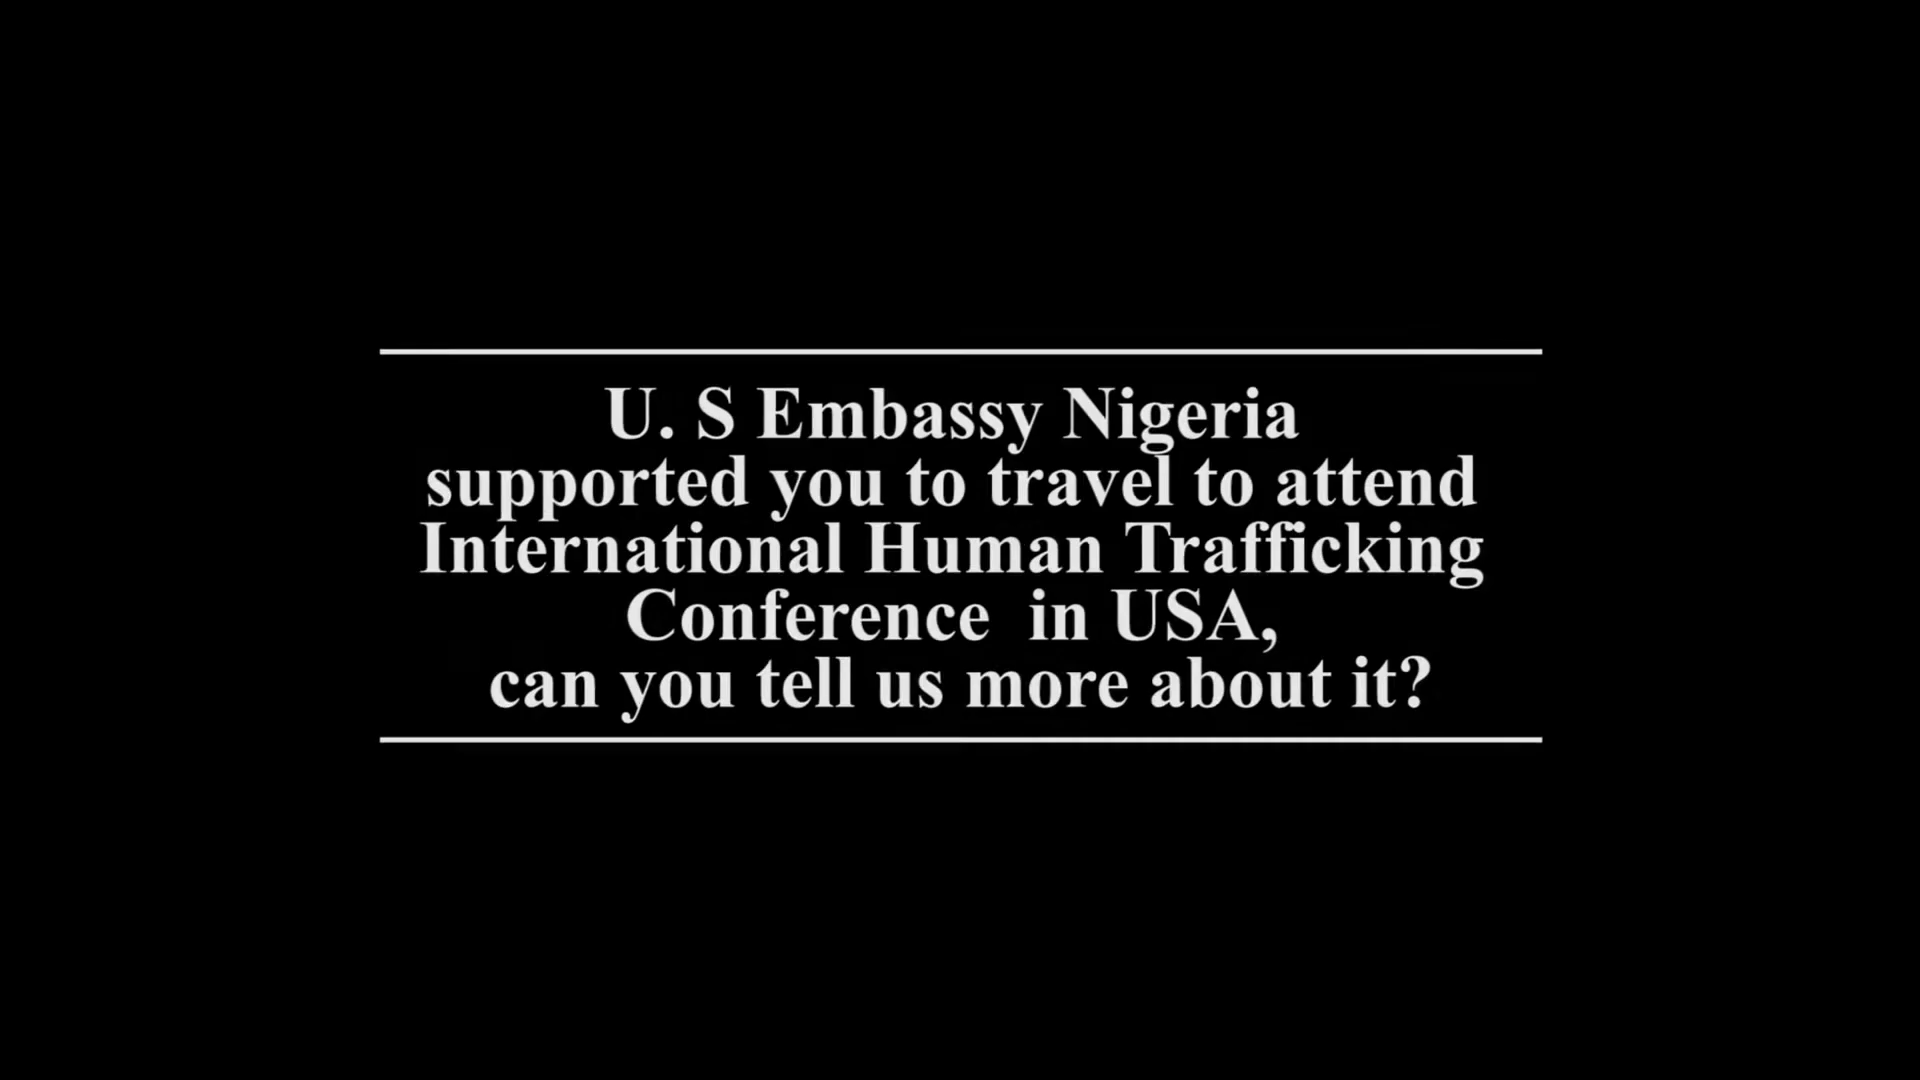 U. S Embassy Nigeria
supported you to travel to attend
International Human Trafficking
Conference  in USA,
can you tell us more about it?